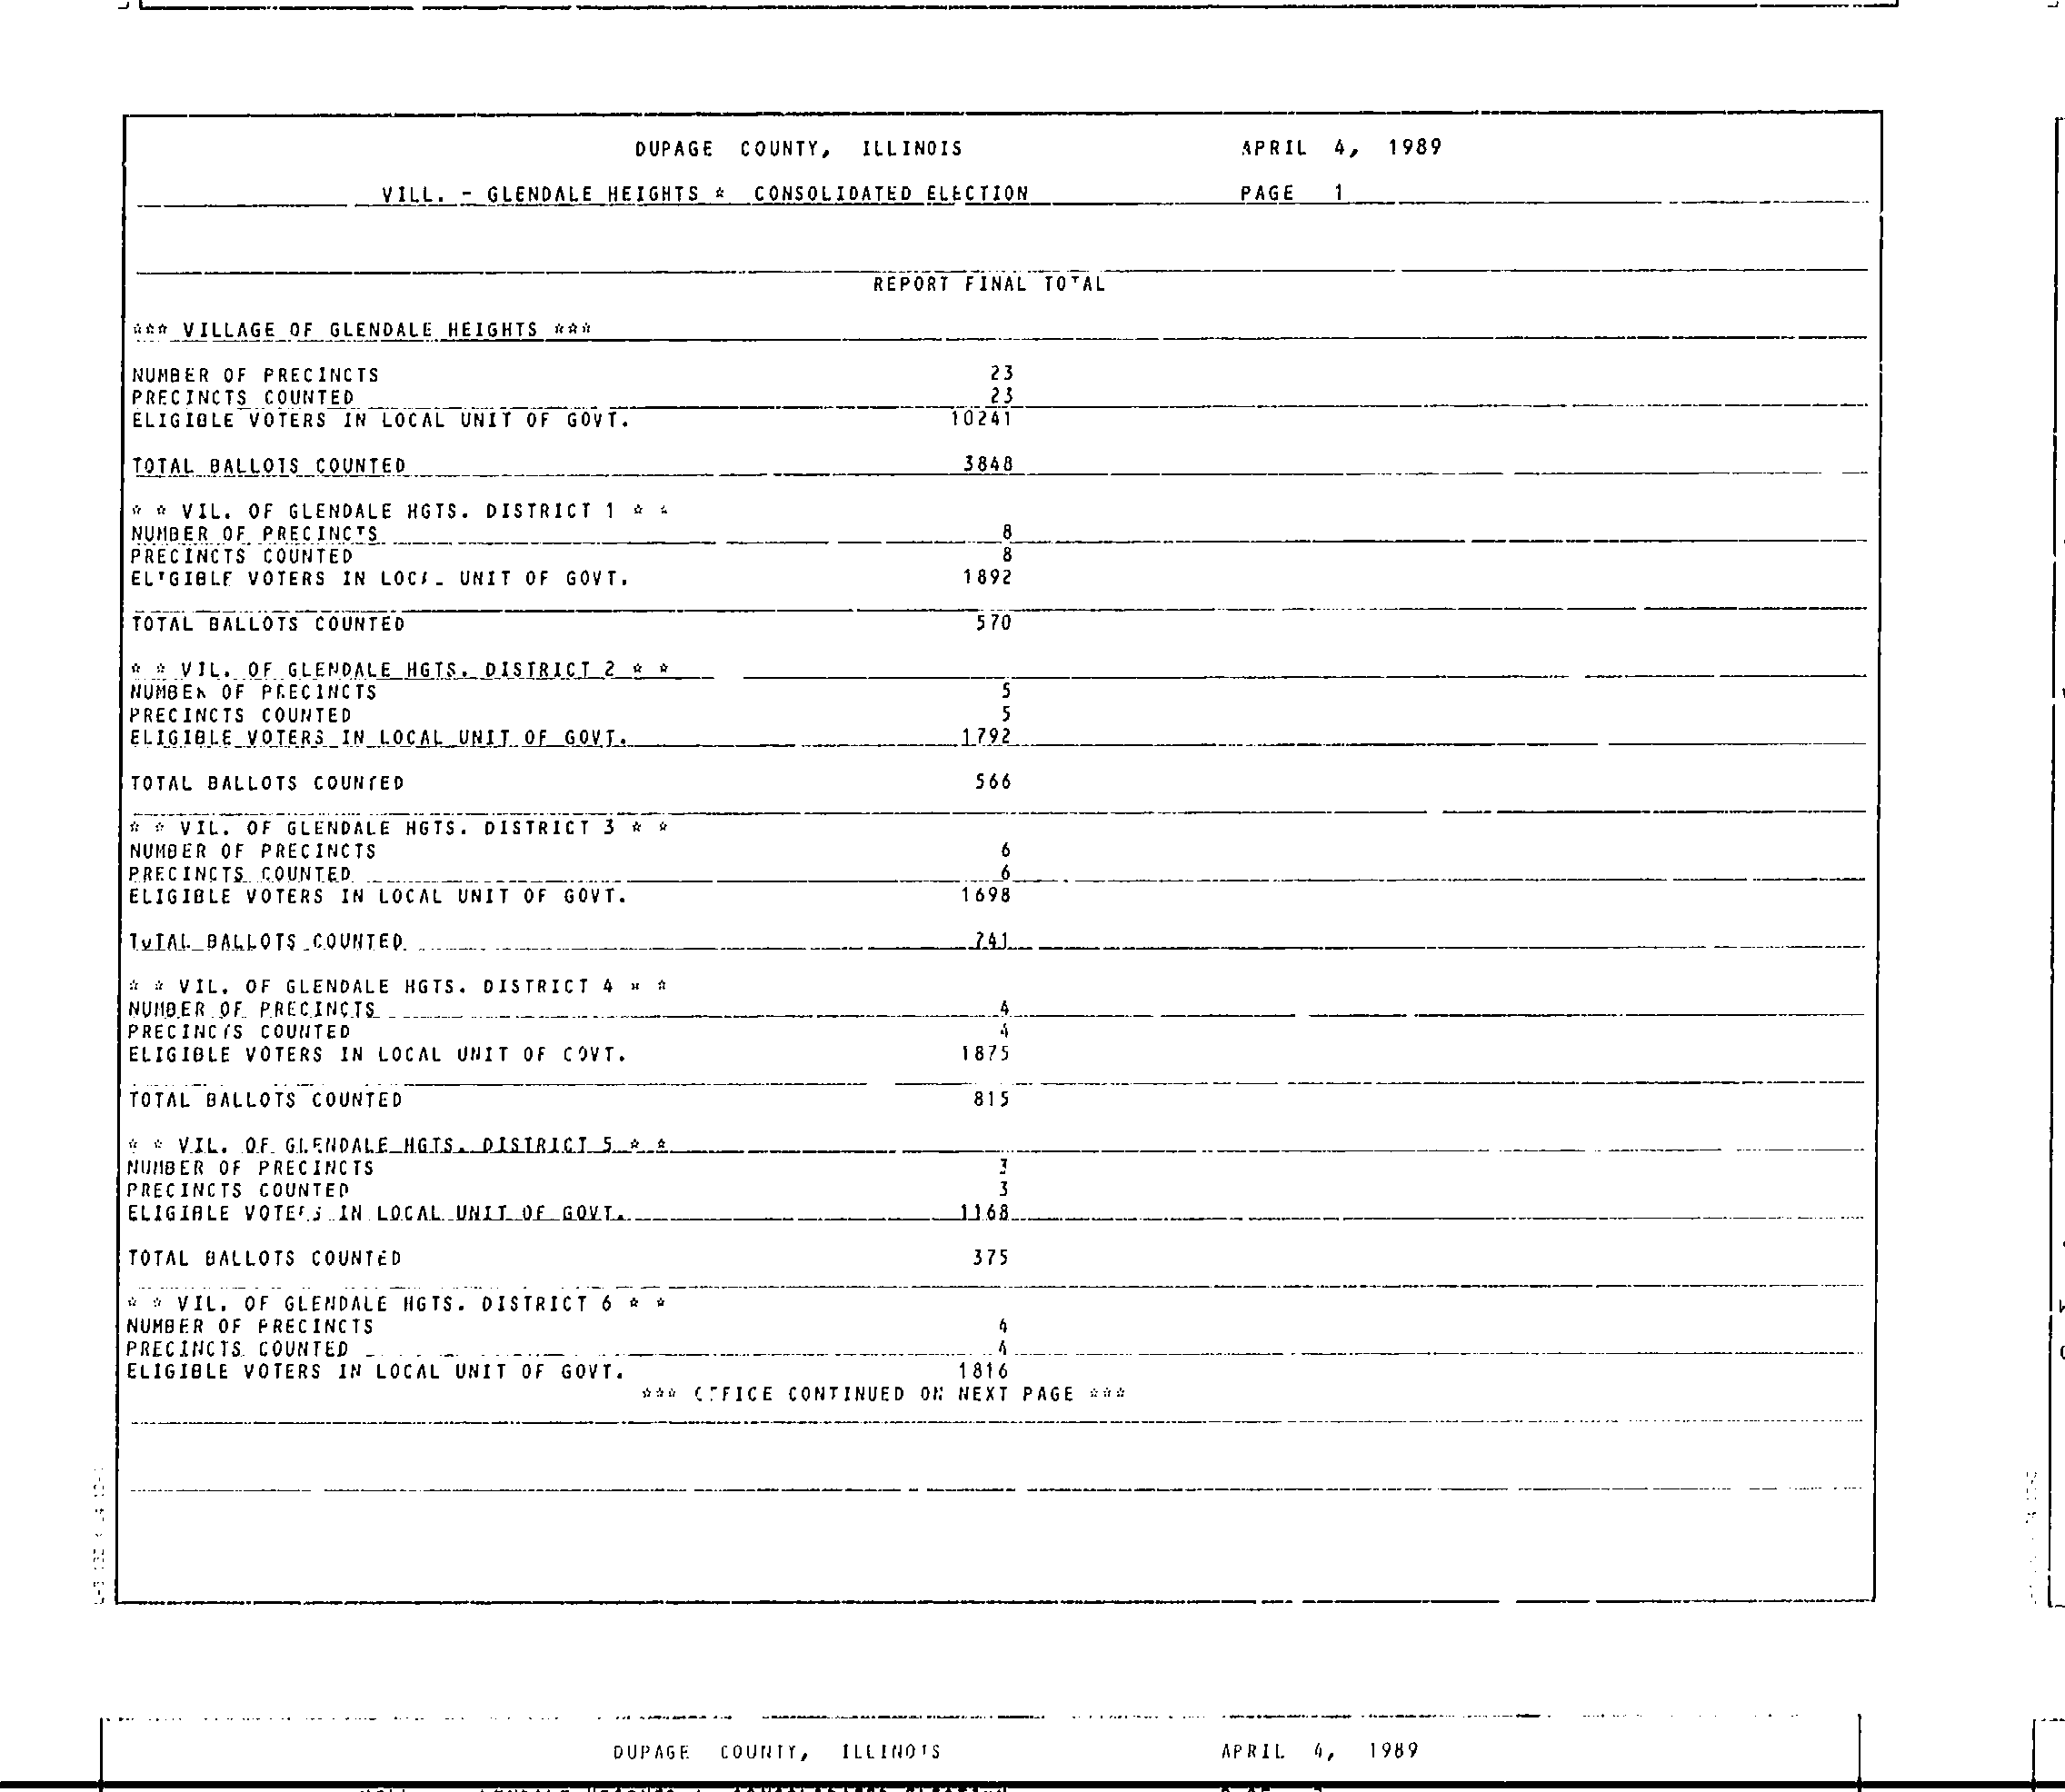 DUPAGE COUNTY, ILLINOIS APRIL 4, 1989
VILL. - GLENDALE HEIGHTS * CONSOLIDATED ELECTION PAGE 1
REPORT FINAL TOTAL
*** VILLAGE OF GLENDALE HEIGHTS ***
NUMBER OF PRECINCTS 23
PRECINCTS COUNTED 23
ELIGIBLE VOTERS IN LOCAL UNIT OF GOVT. 10241
TOTAL BALLOTS COUNTED 3848
* * VIL. OF GLENDALE HGTS. DISTRICT 1 * *
NUMBER OF PRECINCTS 8
PRECINCTS COUNTED 8
ELIGIBLE VOTERS IN LOCAL UNIT OF GOVT. 1892
TOTAL BALLOTS COUNTED 570
* * VIL. OF GLENDALE HGTS. DISTRICT 2 * *
NUMBER OF PRECINCTS 5
PRECINCTS COUNTED 5
ELIGIBLE VOTERS IN LOCAL UNIT OF GOVT. 1792
TOTAL BALLOTS COUNTED 566
* * VIL. OF GLENDALE HGTS. DISTRICT 3 * *
NUMBER OF PRECINCTS 6
PRECINCTS COUNTED 6
ELIGIBLE VOTERS IN LOCAL UNIT OF GOVT. 1698
TOTAL BALLOTS COUNTED 741
* * VIL. OF GLENDALE HGTS. DISTRICT 4 * *
NUMBER OF PRECINCTS 4
PRECINCTS COUNTED 4
ELIGIBLE VOTERS IN LOCAL UNIT OF GOVT. 1875
TOTAL BALLOTS COUNTED 815
* * VIL. OF GLENDALE HGTS. DISTRICT 5 * *
NUMBER OF PRECINCTS 3
PRECINCTS COUNTED 3
ELIGIBLE VOTERS IN LOCAL UNIT OF GOVT. 1168
TOTAL BALLOTS COUNTED 375
* * VIL. OF GLENDALE HGTS. DISTRICT 6 * *
NUMBER OF PRECINCTS 4
PRECINCTS COUNTED 4
ELIGIBLE VOTERS IN LOCAL UNIT OF GOVT. 1816
*** OFFICE CONTINUED ON NEXT PAGE ***
DUPAGE COUNTY, ILLINOIS APRIL 4, 1989